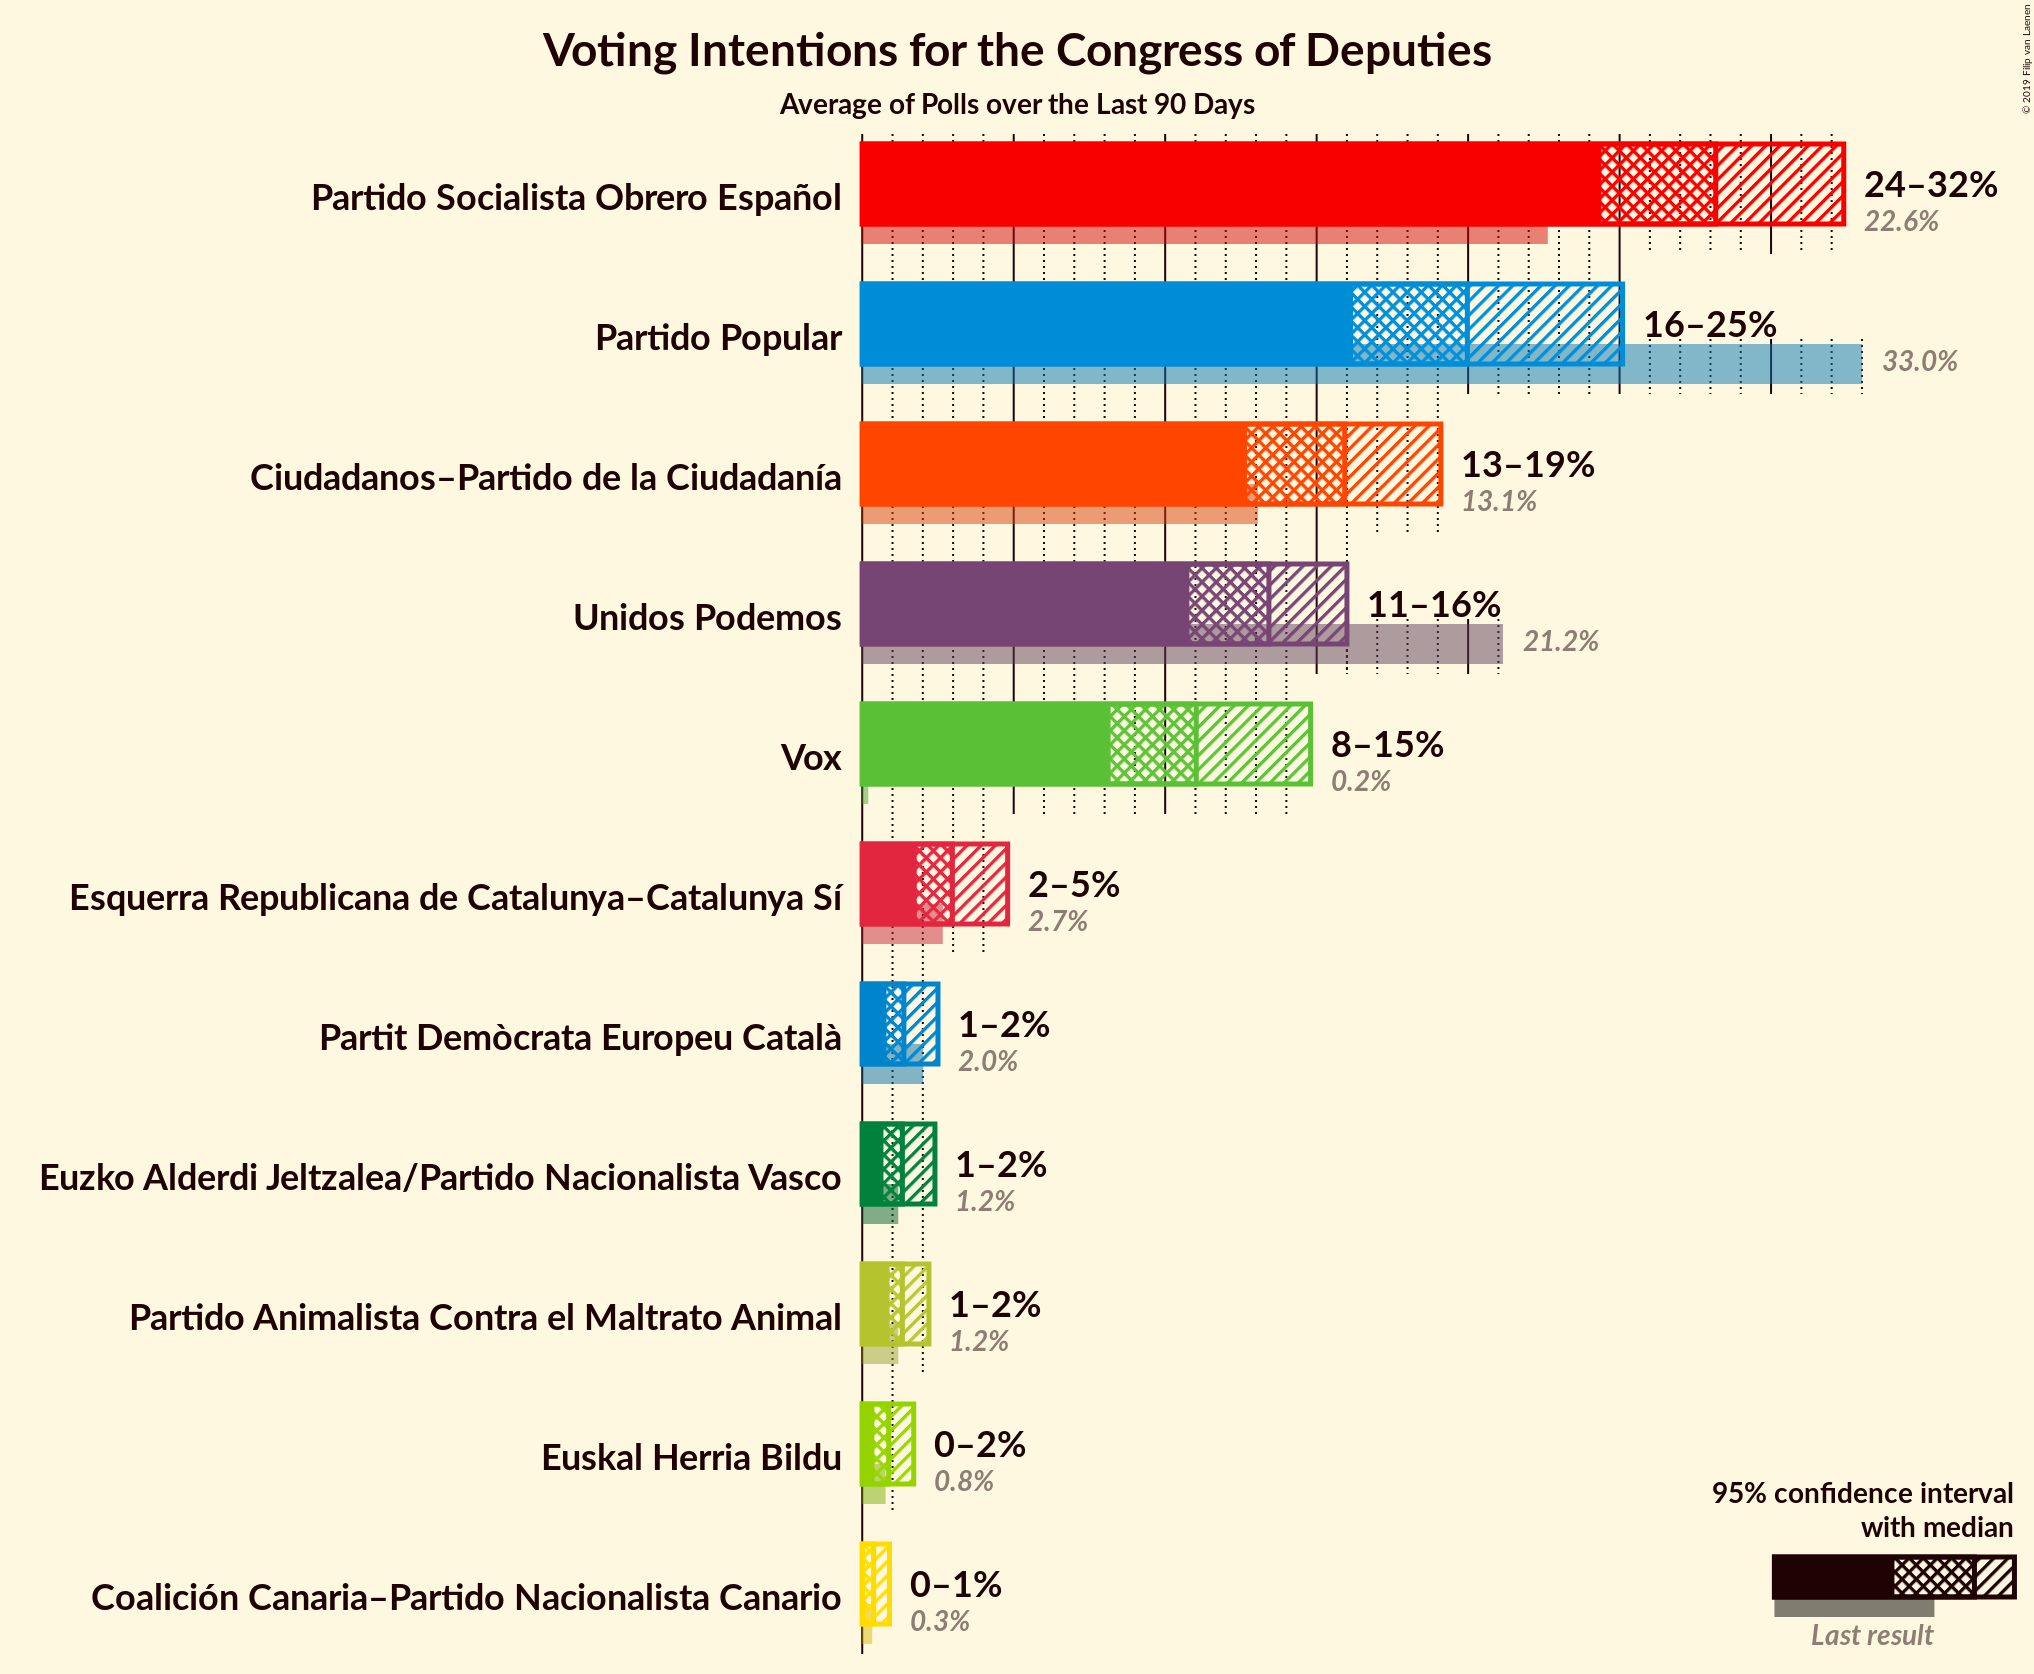 Voting Intentions for the Congress of Deputies
Average of Polls over the Last 90 Days
© 2019 Filip van Laenen
Partido Socialista Obrero Español
24–32%
22.6%
Partido Popular
16–25%
33.0%
Ciudadanos–Partido de la Ciudadanía
13–19%
13.1%
Unidos Podemos
11–16%
21.2%
Vox
8–15%
0.2%
Esquerra Republicana de Catalunya–Catalunya Sí
2–5%
2.7%
Partit Demòcrata Europeu Català
1–2%
2.0%
Euzko Alderdi Jeltzalea/Partido Nacionalista Vasco
1–2%
1.2%
Partido Animalista Contra el Maltrato Animal
1–2%
1.2%
Euskal Herria Bildu
0–2%
0.8%
Coalición Canaria–Partido Nacionalista Canario
0–1%
0.3%
95% confidence interval
with median
Last result